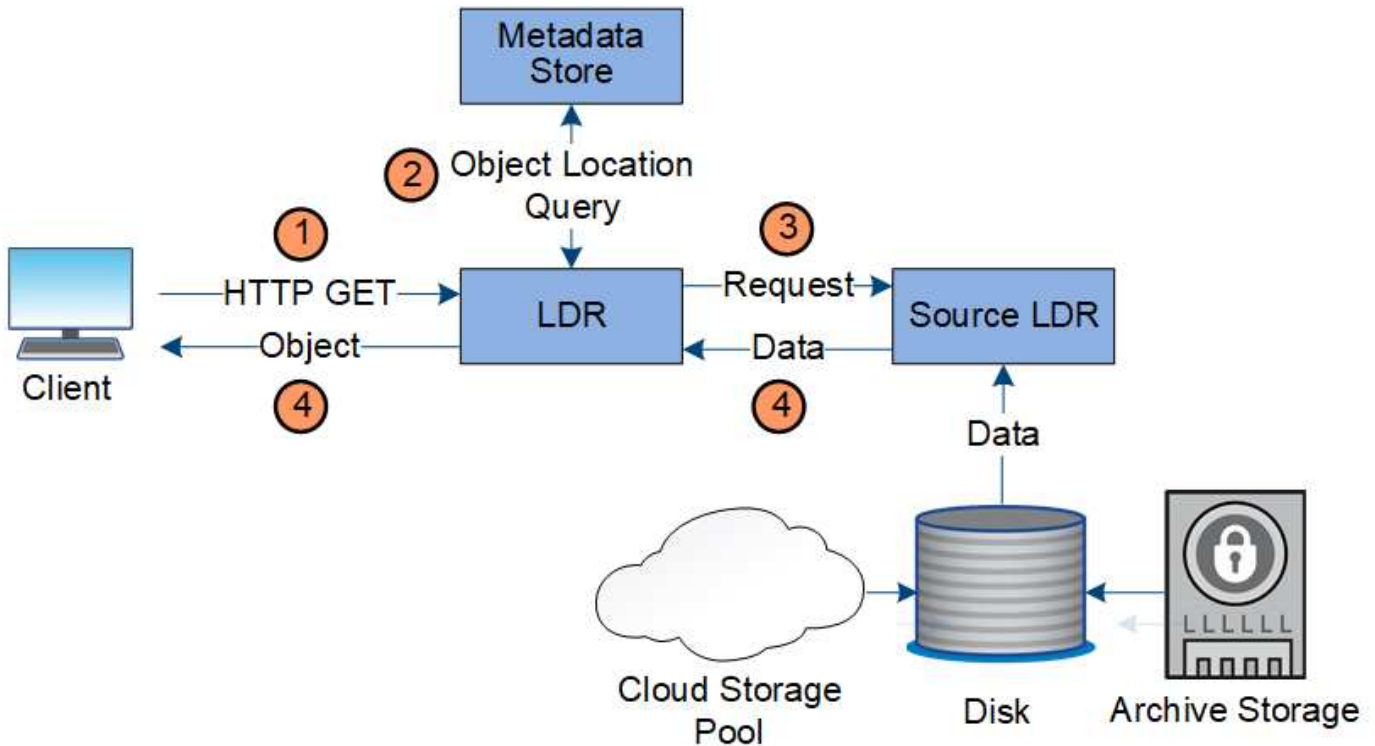 Metadata
Store
2
Object Location
Query
1
3
HTTP GET
LDR
Request
Source LDR
Object
Data
Client
4
4
Data
LLLLLL
Cloud Storage
Pool
Disk
Archive Storage